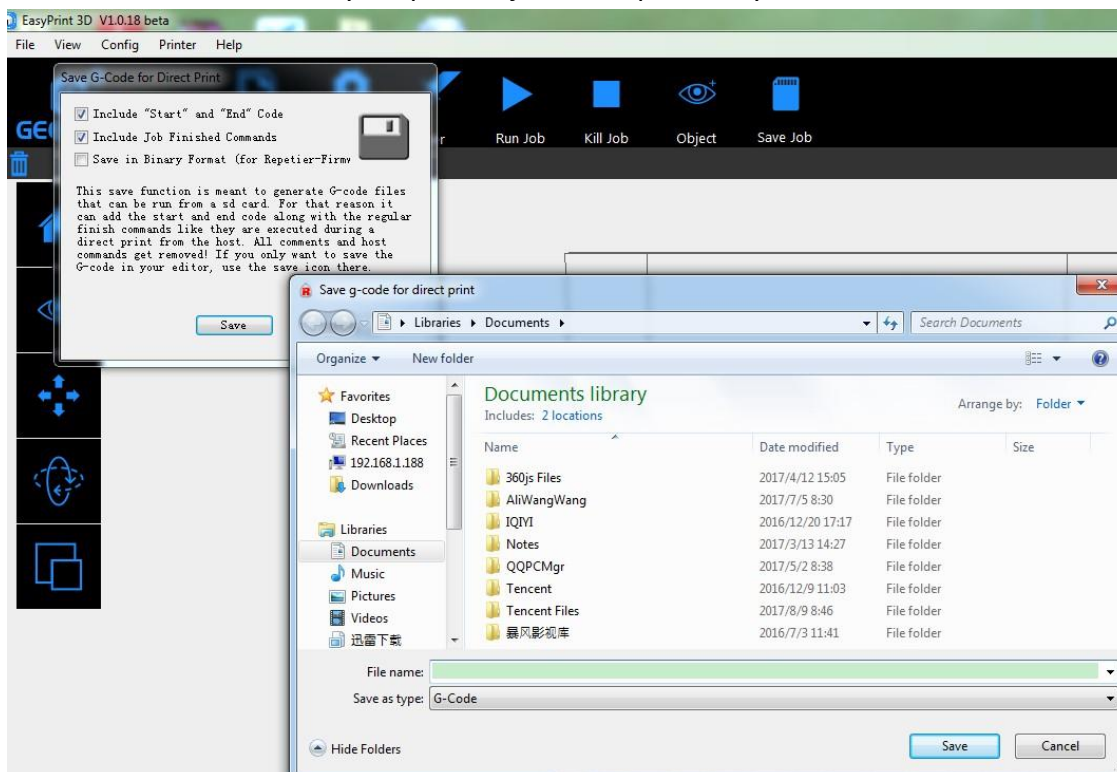 EasyPrint 3D V1.0.18 beta
File View Config Printer Help
Save G-Code for Direct Print
Include "Start" and "End" Code
Include Job Finished Commands
Save in Binary Format (for Repetier-Firmw
This save function is meant to generate G-code files
that can be run from a sd card. For that reason it
can add the start and end code along with the regular
finish commands like they are executed during a
direct print from the host. All comments and host
commands get removed! If you only want to save the
G-code in your editor, use the save icon there.
Save
Run Job Kill Job Object Save Job
Save g-code for direct print
Libraries Documents
Search Documents
Organize New folder
Favorites
Desktop
Recent Places
192.168.1.188
Downloads
Libraries
Documents
Music
Pictures
Videos
迅雷下载
Documents library
Includes: 2 locations
Arrange by: Folder
Name Date modified Type Size
360js Files 2017/4/12 15:05 File folder
AliWangWang 2017/7/5 8:30 File folder
IQIYI 2016/12/20 17:17 File folder
Notes 2017/3/13 14:27 File folder
QQPCMgr 2017/5/2 8:38 File folder
Tencent 2016/12/9 11:03 File folder
Tencent Files 2017/8/9 8:46 File folder
暴风影视库 2016/7/3 11:41 File folder
File name:
Save as type: G-Code
Hide Folders
Save Cancel